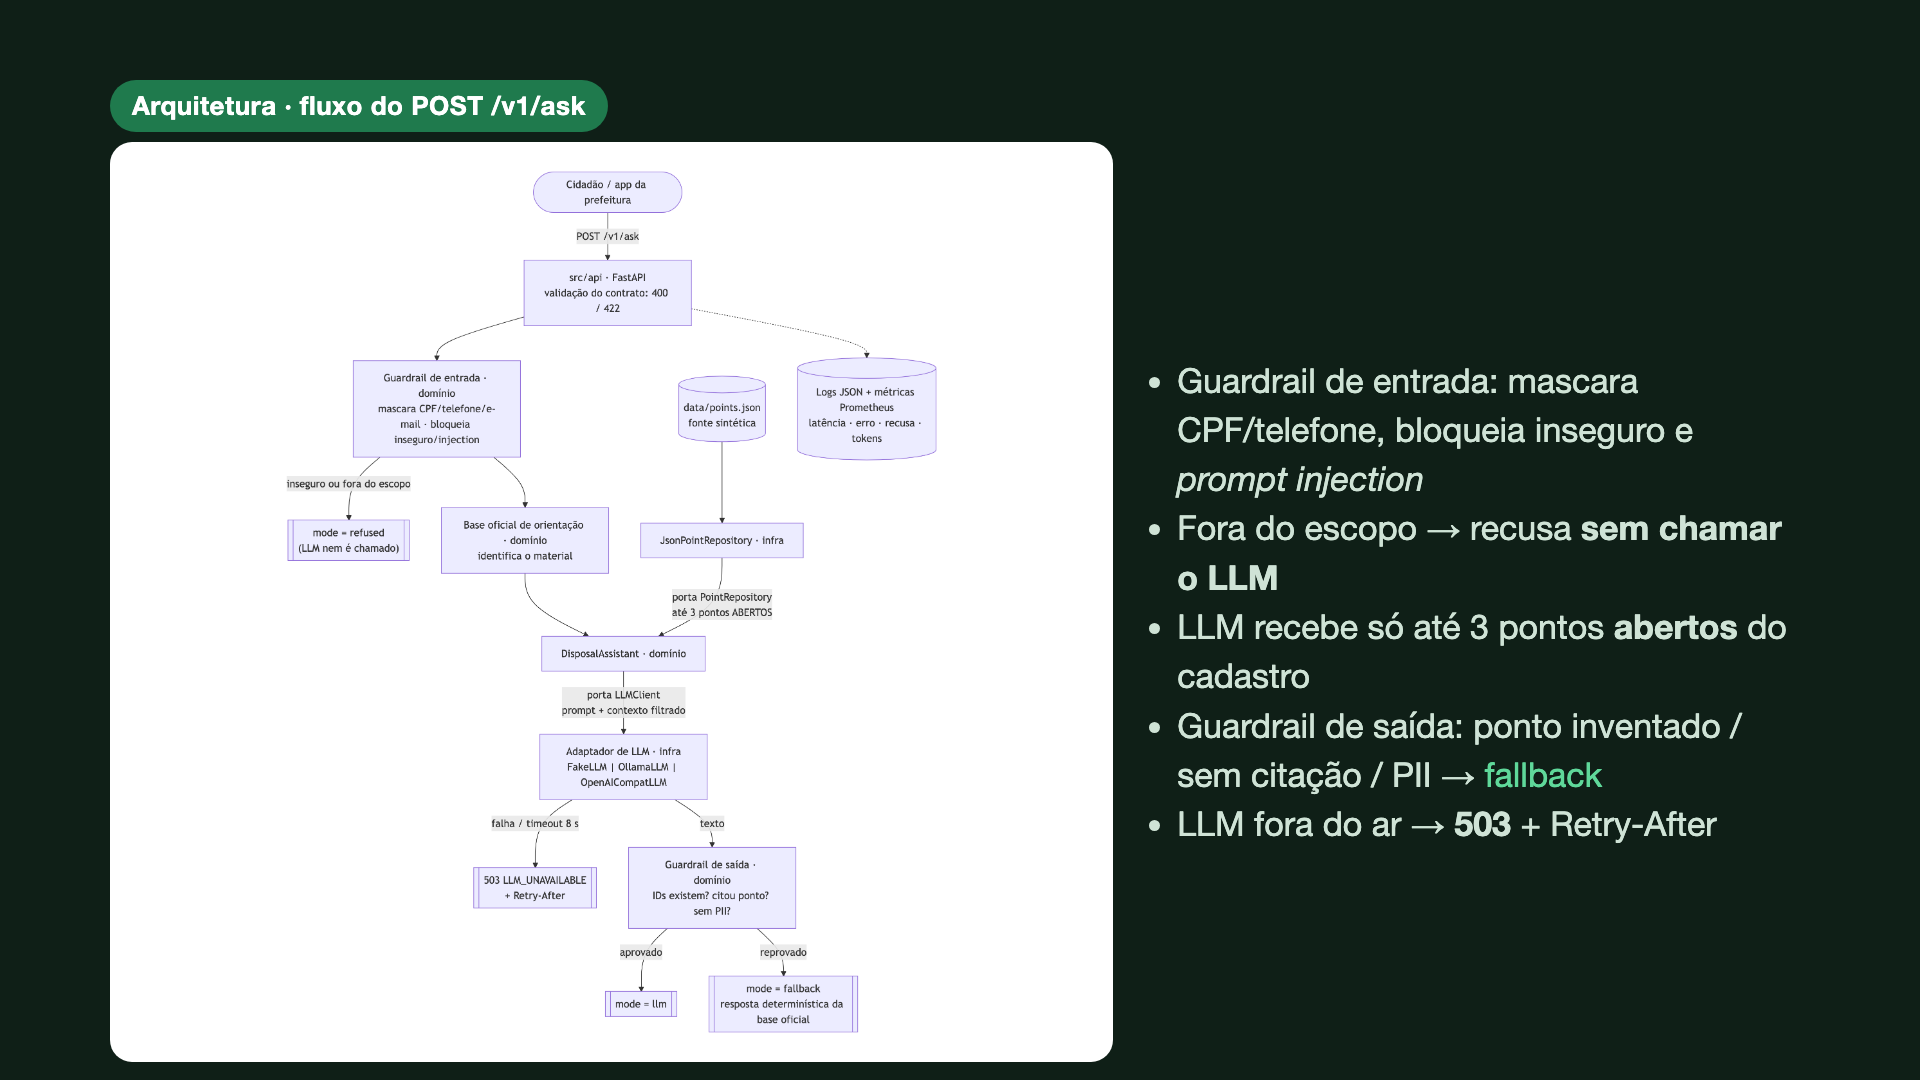 Arquitetura · fluxo do POST /v1/ask
Cidadão / app da
prefeitura
POST /v1/ask
src/api · FastAPI
validação do contrato: 400
/ 422
Guardrail de entrada ·
domínio
mascara CPF/telefone/e-
mail · bloqueia
inseguro/injection
data/points.json
fonte sintética
Logs JSON + métricas
Prometheus
latência · erro · recusa ·
tokens
inseguro ou fora do escopo
mode = refused
(LLM nem é chamado)
Base oficial de orientação
· domínio
identifica o material
JsonPointRepository · infra
porta PointRepository
até 3 pontos ABERTOS
DisposalAssistant · domínio
porta LLMClient
prompt + contexto filtrado
Adaptador de LLM · infra
FakeLLM | OllamaLLM |
OpenAICompatLLM
falha / timeout 8 s
texto
503 LLM_UNAVAILABLE
+ Retry-After
Guardrail de saída ·
domínio
IDs existem? citou ponto?
sem PII?
aprovado
reprovado
mode = llm
mode = fallback
resposta determinística da
base oficial
• Guardrail de entrada: mascara
CPF/telefone, bloqueia inseguro e
prompt injection
• Fora do escopo → recusa sem chamar
o LLM
• LLM recebe só até 3 pontos abertos do
cadastro
• Guardrail de saída: ponto inventado /
sem citação / PII → fallback
• LLM fora do ar → 503 + Retry-After